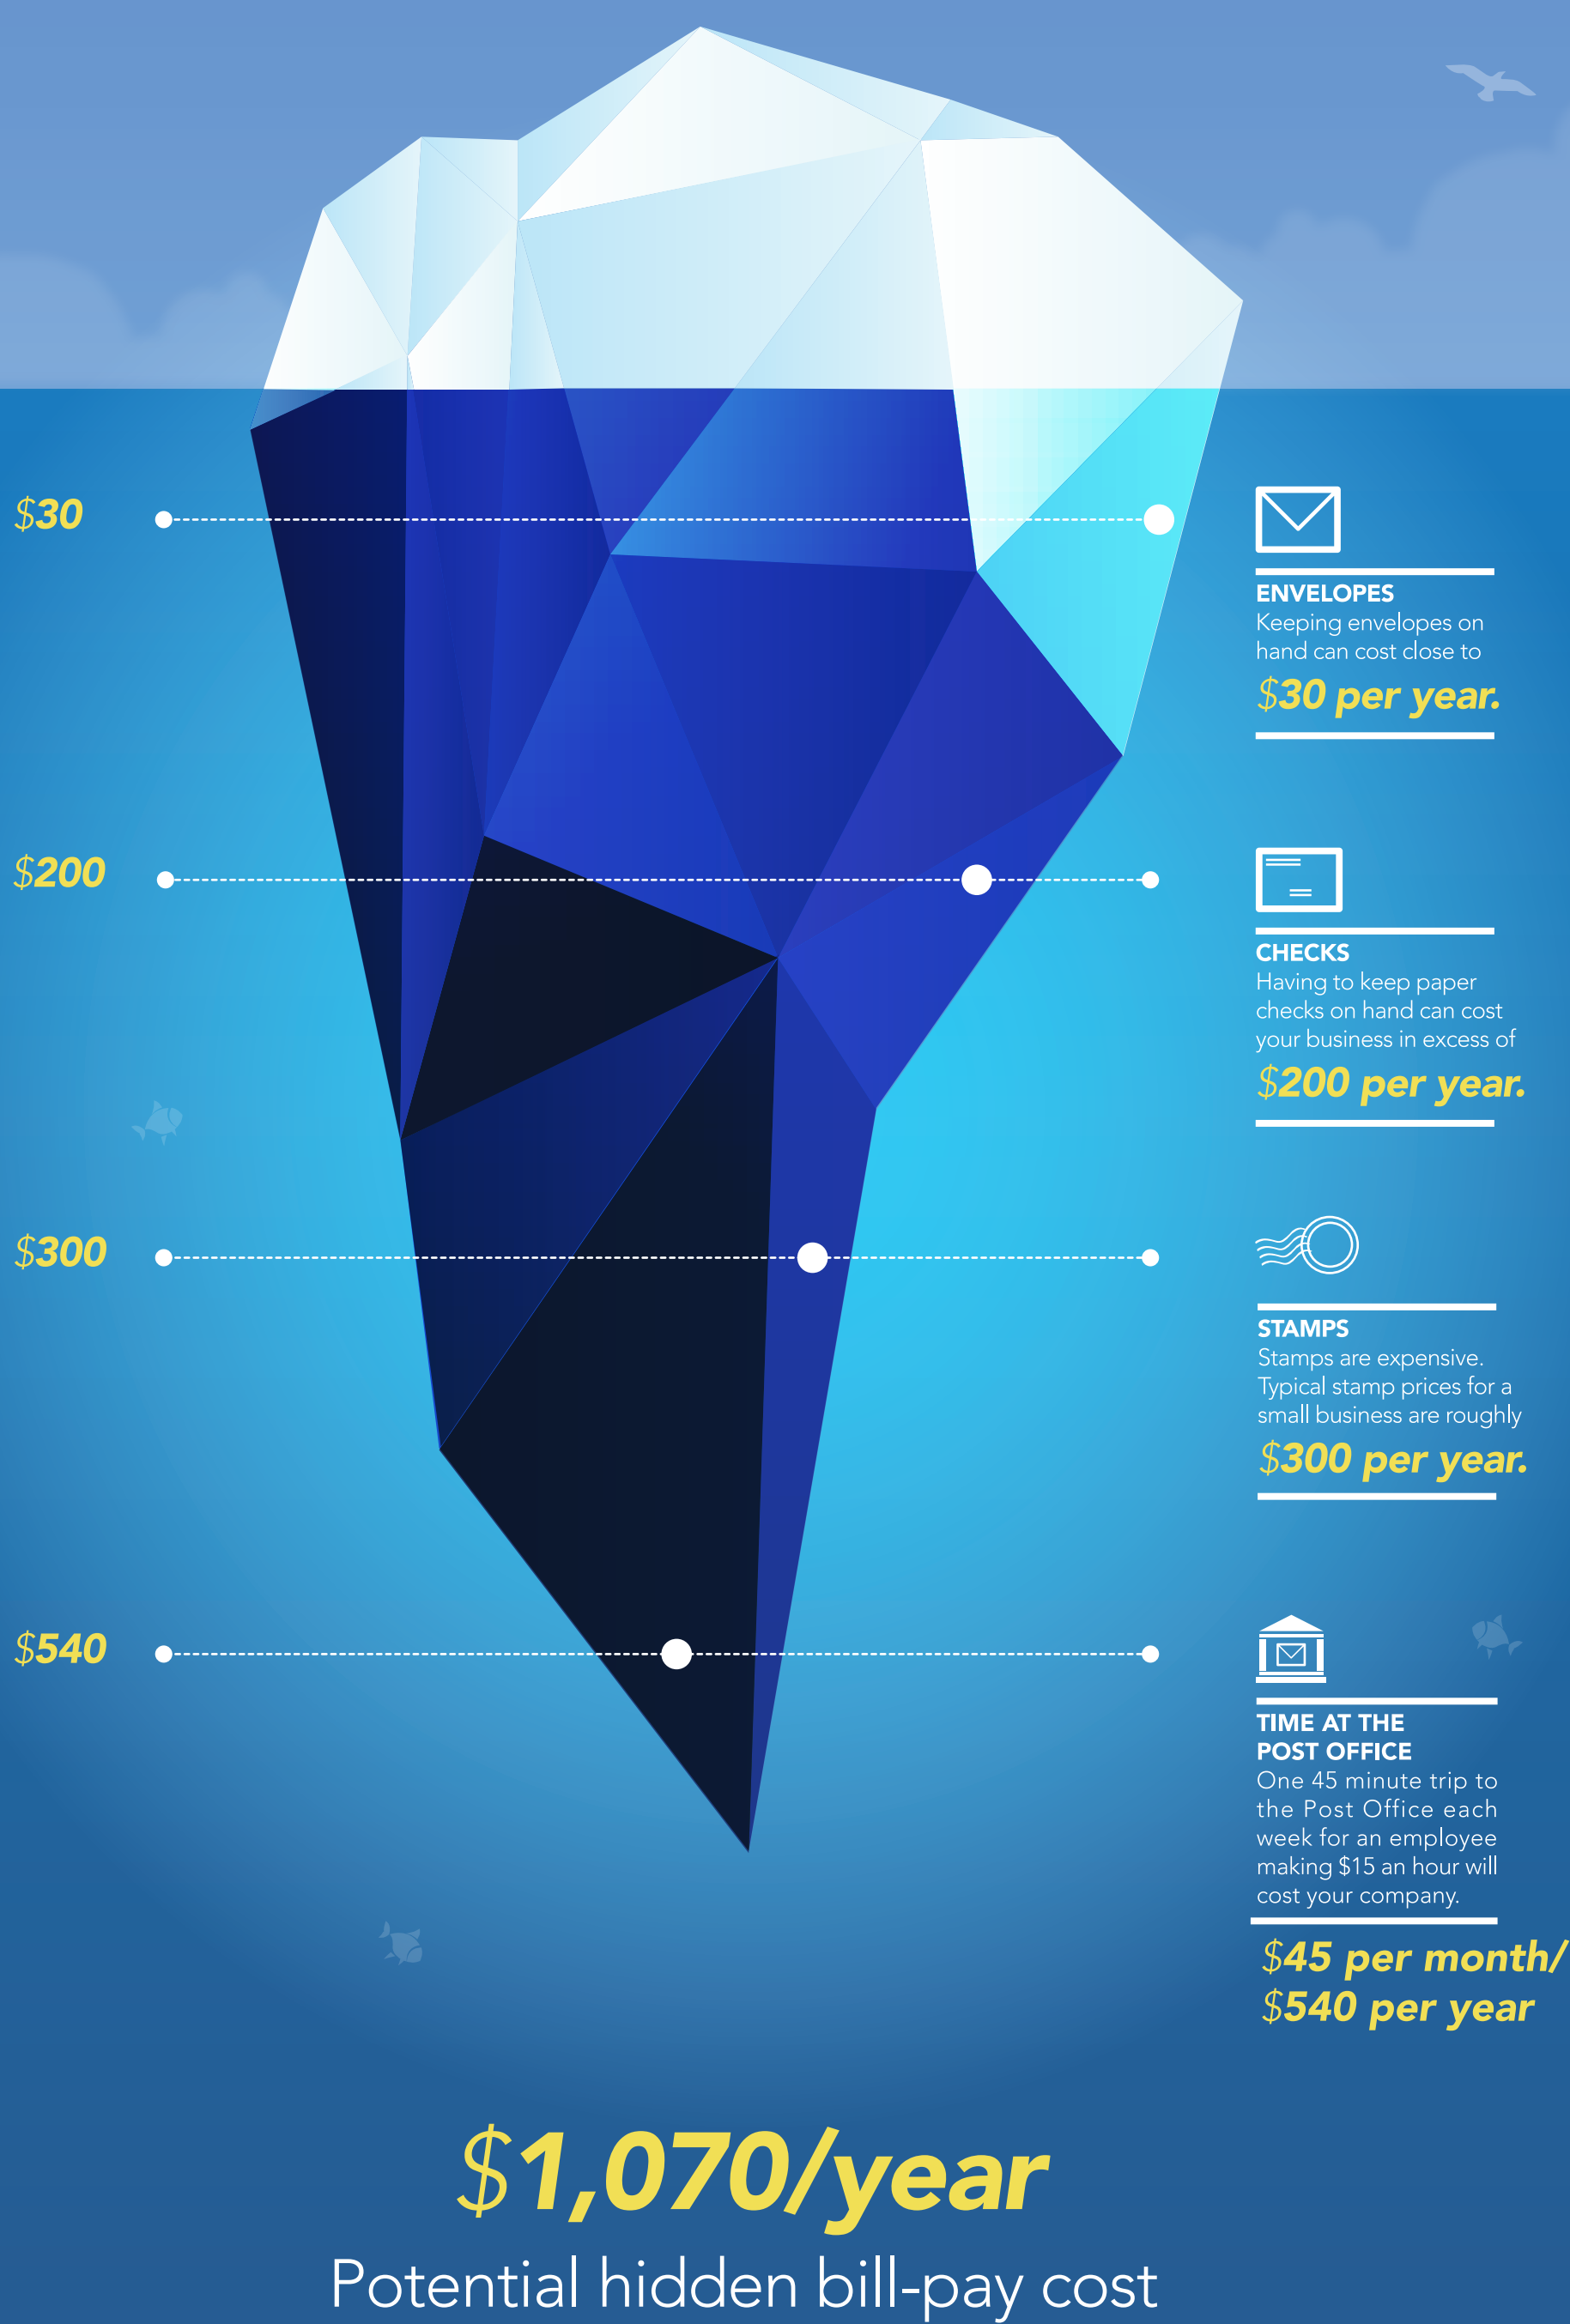 $30
ENVELOPES
Keeping envelopes on
hand can cost close to
$30 per year.
$200
CHECKS
Having to keep paper
checks on hand can cost
your business in excess of
$200 per year.
$300
STAMPS
Stamps are expensive.
Typical stamp prices for a
small business are roughly
$300 per year.
$540
TIME AT THE
POST OFFICE
One 45 minute trip to
the Post Office each
week for an employee
making $15 an hour will
cost your company.
$45 per month/
$540 per year
$1,070/year
Potential hidden bill-pay cost